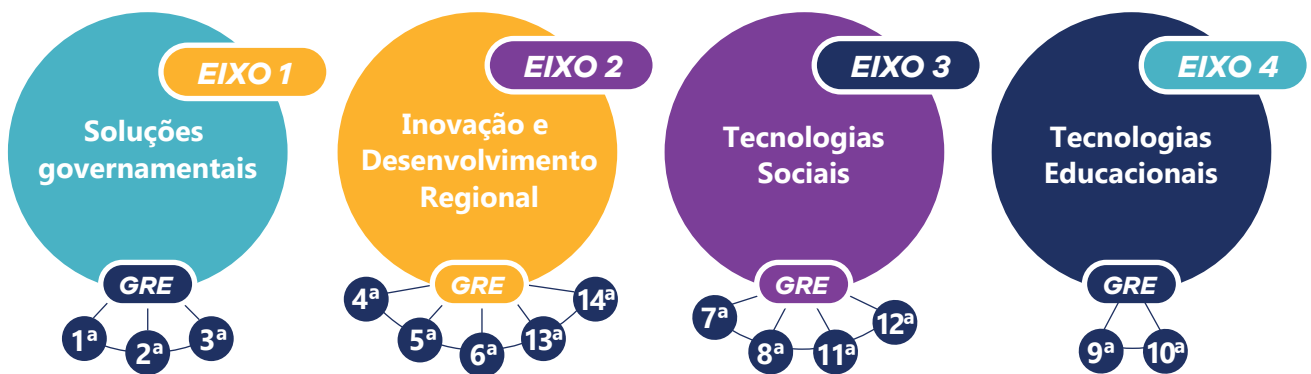 EIXO 1
Soluções
governamentais
GRE
1ª
2ª
3ª
EIXO 2
Inovação e
Desenvolvimento
Regional
GRE
4ª
5ª
6ª
13ª
14ª
EIXO 3
Tecnologias
Sociais
GRE
7ª
8ª
11ª
12ª
EIXO 4
Tecnologias
Educacionais
GRE
9ª
10ª